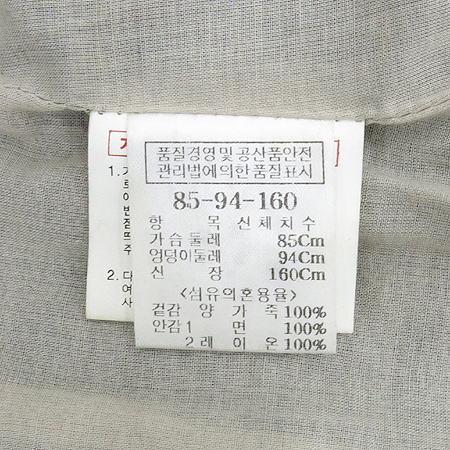 품질경영및공산품안전
관리법에의한품질표시
85-94-160
항 목 신체치수
가슴둘레 85Cm
엉덩이둘레 94Cm
신 장 160Cm
<섬유의혼용율>
겉감 양 가 죽 100%
안감1 면 100%
2 레 이 온 100%
1.
2.